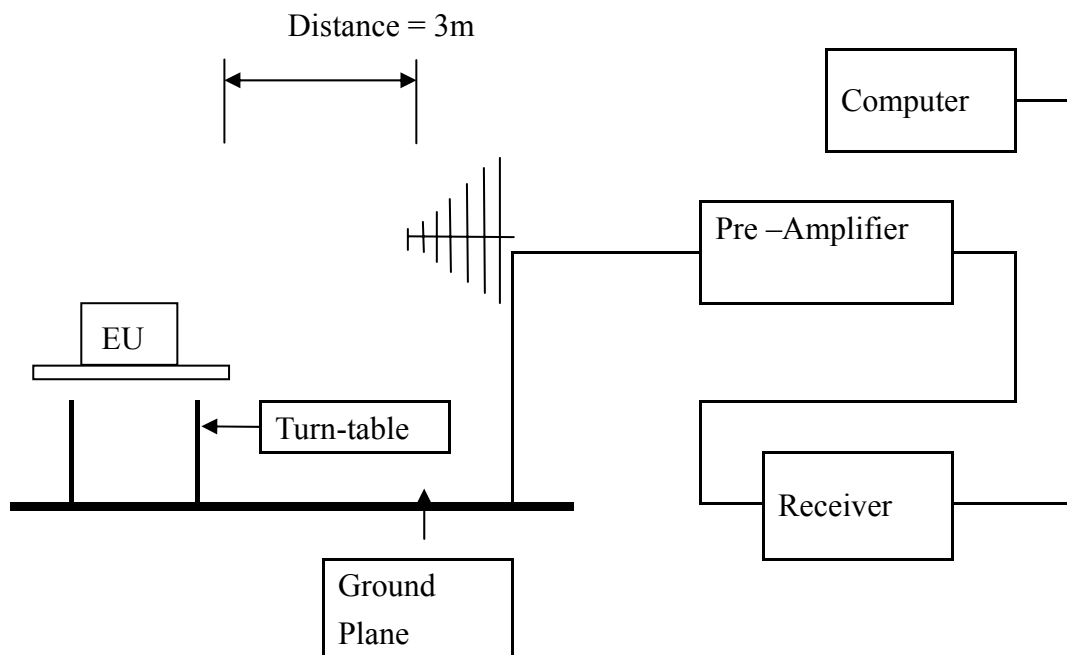 Distance = 3m
Computer
Pre –Amplifier
EU
Turn-table
Receiver
Ground
Plane